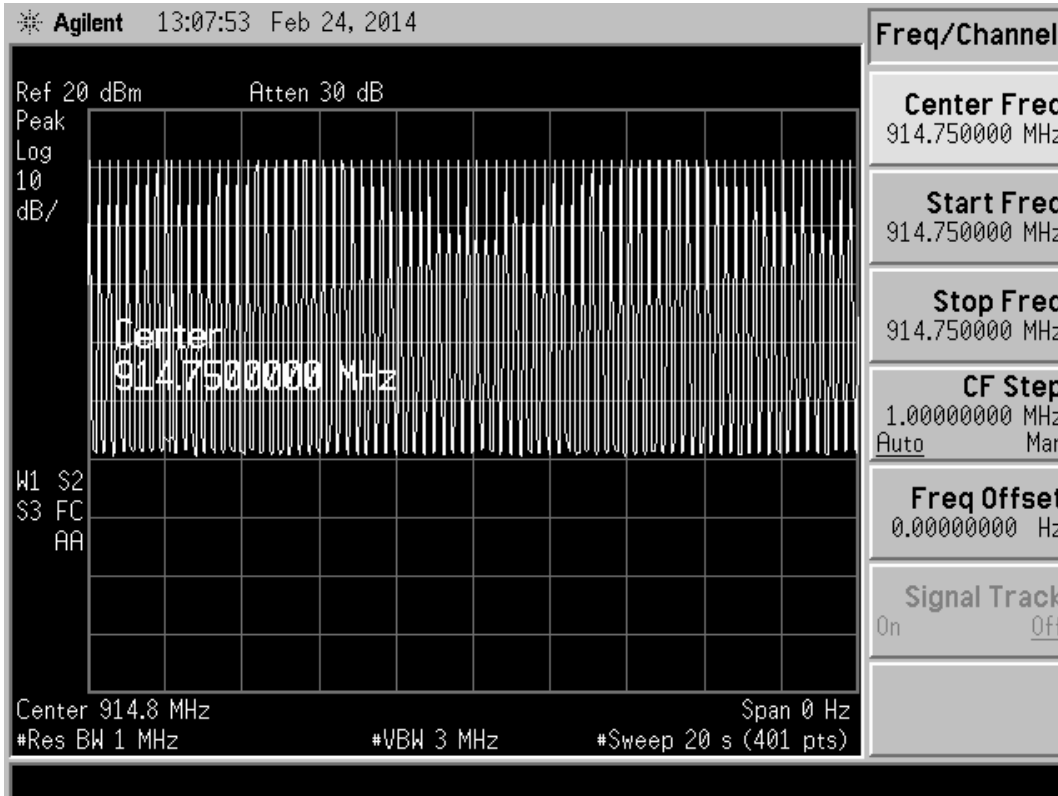 Agilent 13:07:53 Feb 24, 2014
Ref 20 dBm Atten 30 dB
Peak
Log
10
dB/
Center
914.7500000 MHz
W1 S2
S3 FC
AA
Center 914.8 MHz Span 0 Hz
#Res BW 1 MHz #VBW 3 MHz #Sweep 20 s (401 pts)
Freq/Channel
Center Freq
914.750000 MHz
Start Freq
914.750000 MHz
Stop Freq
914.750000 MHz
CF Step
1.00000000 MHz
Auto Man
Freq Offset
0.00000000 Hz
Signal Track
On Off